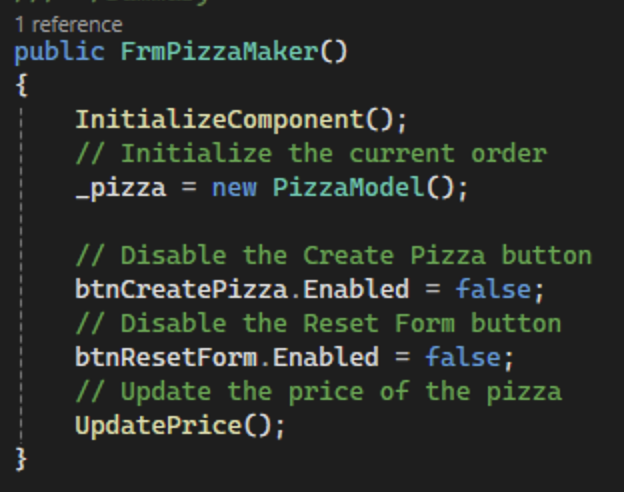 1 reference
public FrmPizzaMaker()
{
InitializeComponent();
// Initialize the current order
_pizza = new PizzaModel();
// Disable the Create Pizza button
btnCreatePizza.Enabled = false;
// Disable the Reset Form button
btnResetForm.Enabled = false;
// Update the price of the pizza
UpdatePrice();
}